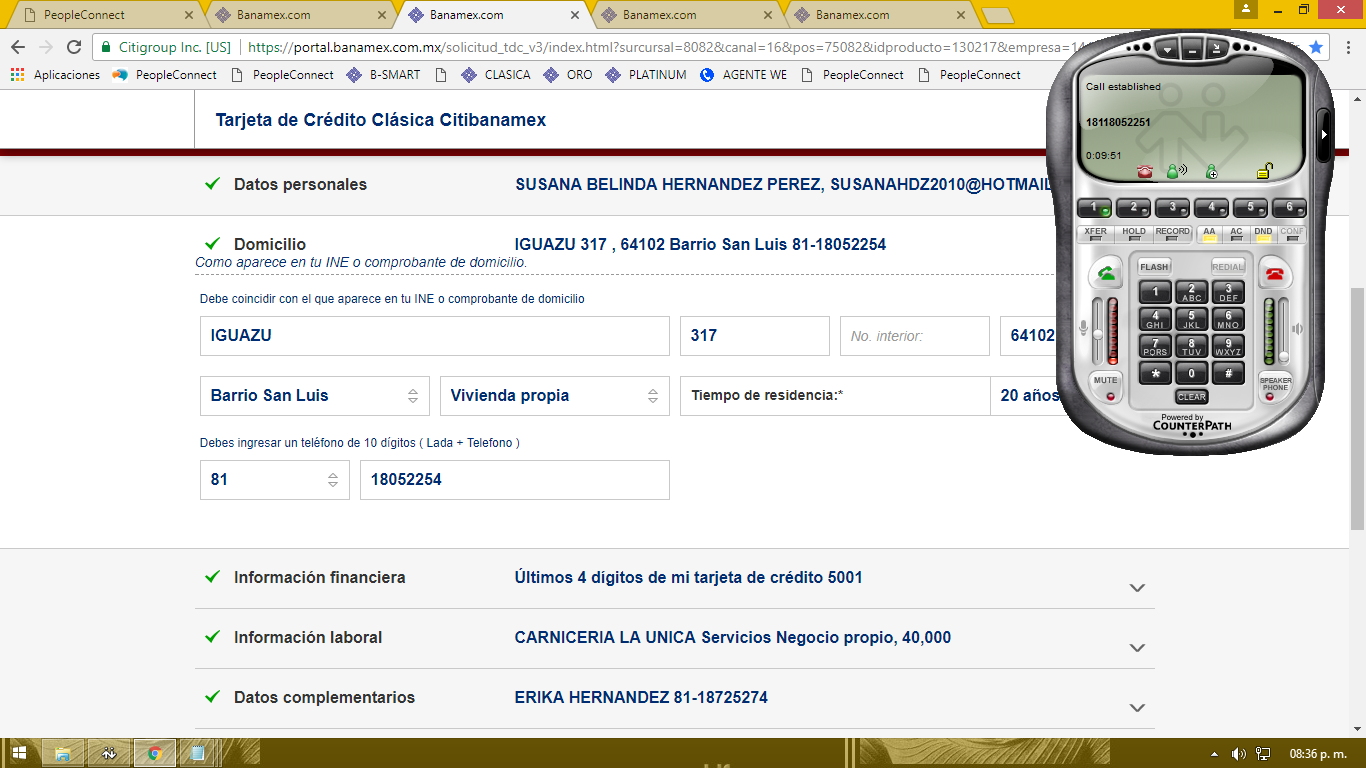 PeopleConnect
Banamex.com
Banamex.com
Banamex.com
Banamex.com
Citigroup Inc. [US]
https://portal.banamex.com.mx/solicitud_tdc_v3/index.html?surcursal=8082&canal=16&pos=75082&idproducto=130217&empresa=14
Aplicaciones PeopleConnect PeopleConnect B-SMART CLASICA ORO PLATINUM AGENTE WE PeopleConnect PeopleConnect
Tarjeta de Crédito Clásica Citibanamex
Datos personales SUSANA BELINDA HERNANDEZ PEREZ, SUSANAHDZ2010@HOTMAIL
Domicilio IGUAZU 317 , 64102 Barrio San Luis 81-18052254
Como aparece en tu INE o comprobante de domicilio.
Debe coincidir con el que aparece en tu INE o comprobante de domicilio
IGUAZU 317 No. interior: 64102
Barrio San Luis Vivienda propia Tiempo de residencia:* 20 años
Debes ingresar un teléfono de 10 dígitos ( Lada + Telefono )
81 18052254
Información financiera Últimos 4 dígitos de mi tarjeta de crédito 5001
Información laboral CARNICERIA LA UNICA Servicios Negocio propio, 40,000
Datos complementarios ERIKA HERNANDEZ 81-18725274
Call established
18118052251
0:09:51
1 2 3 4 5 6
XFER HOLD RECORD AA AC DND CONF
FLASH REDIAL
1 2 ABC 3 DEF
4 GHI 5 JKL 6 MNO
7 PQRS 8 TUV 9 WXYZ
* 0 #
MUTE CLEAR SPEAKER PHONE
Powered by
COUNTERPATH
08:36 p. m.